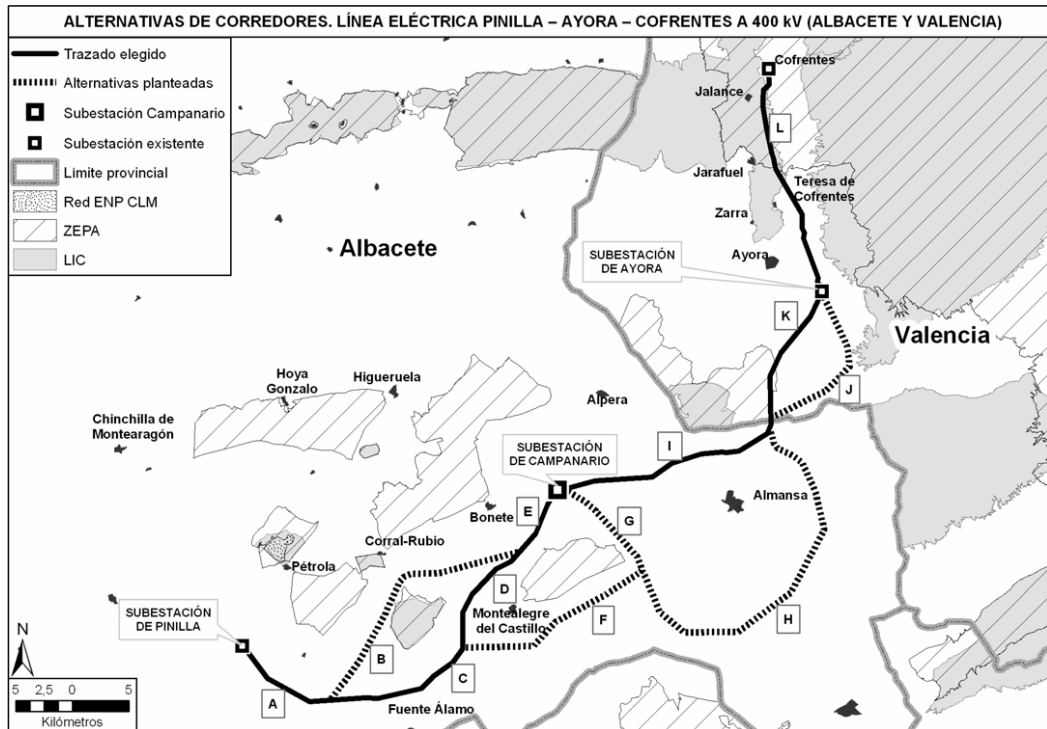 ALTERNATIVAS DE CORREDORES. LÍNEA ELÉCTRICA PINILLA – AYORA – COFRENTES A 400 kV (ALBACETE Y VALENCIA)
Trazado elegido
Alternativas planteadas
Subestación Campanario
Subestación existente
Límite provincial
Red ENP CLM
ZEPA
LIC
Cofrentes
Jalance
L
Jarafuel
Teresa de
Cofrentes
Zarra
Albacete
SUBESTACIÓN
DE AYORA
Ayora
K
Valencia
Hoya
Gonzalo
Higueruela
Alpera
J
Chinchilla de
Montearagón
I
SUBESTACIÓN
DE CAMPANARIO
Almansa
Bonete
E
G
Corral-Rubio
Pétrola
D
Montealegre
del Castillo
F
H
SUBESTACIÓN
DE PINILLA
B
C
A
Fuente Álamo
N
5 2,5 0 5
Kilómetros